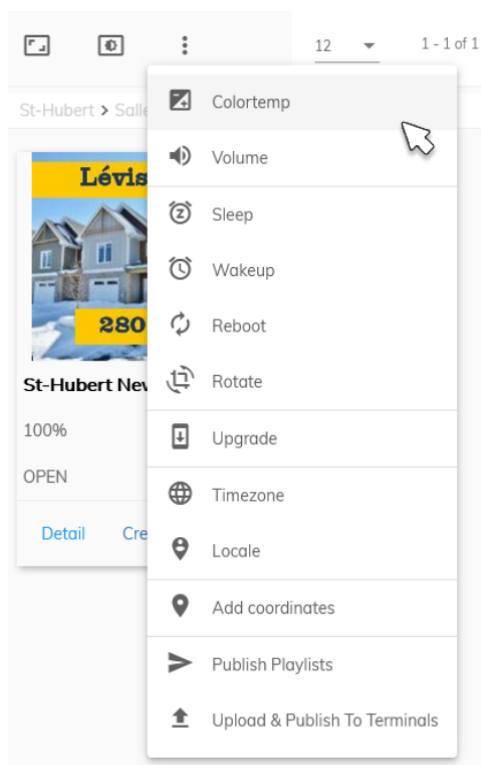 12
1 - 1 of 1
St-Hubert > Salle
Colortemp
Volume
Sleep
Wakeup
Reboot
Rotate
Upgrade
Timezone
Locale
Add coordinates
Publish Playlists
Upload & Publish To Terminals
Lévis
280
St-Hubert New
100%
OPEN
Detail
Cre